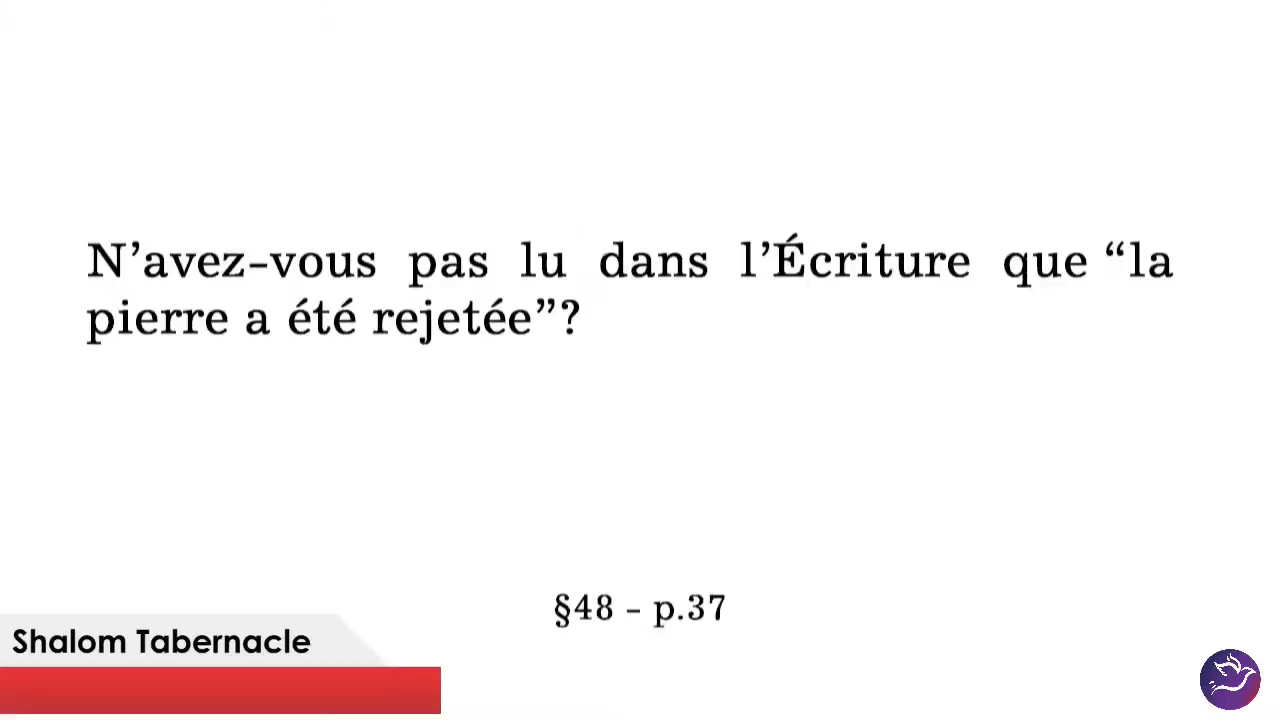 N’avez-vous pas lu dans l’Écriture que “la
pierre a été rejetée”?
§48 - p.37
Shalom Tabernacle